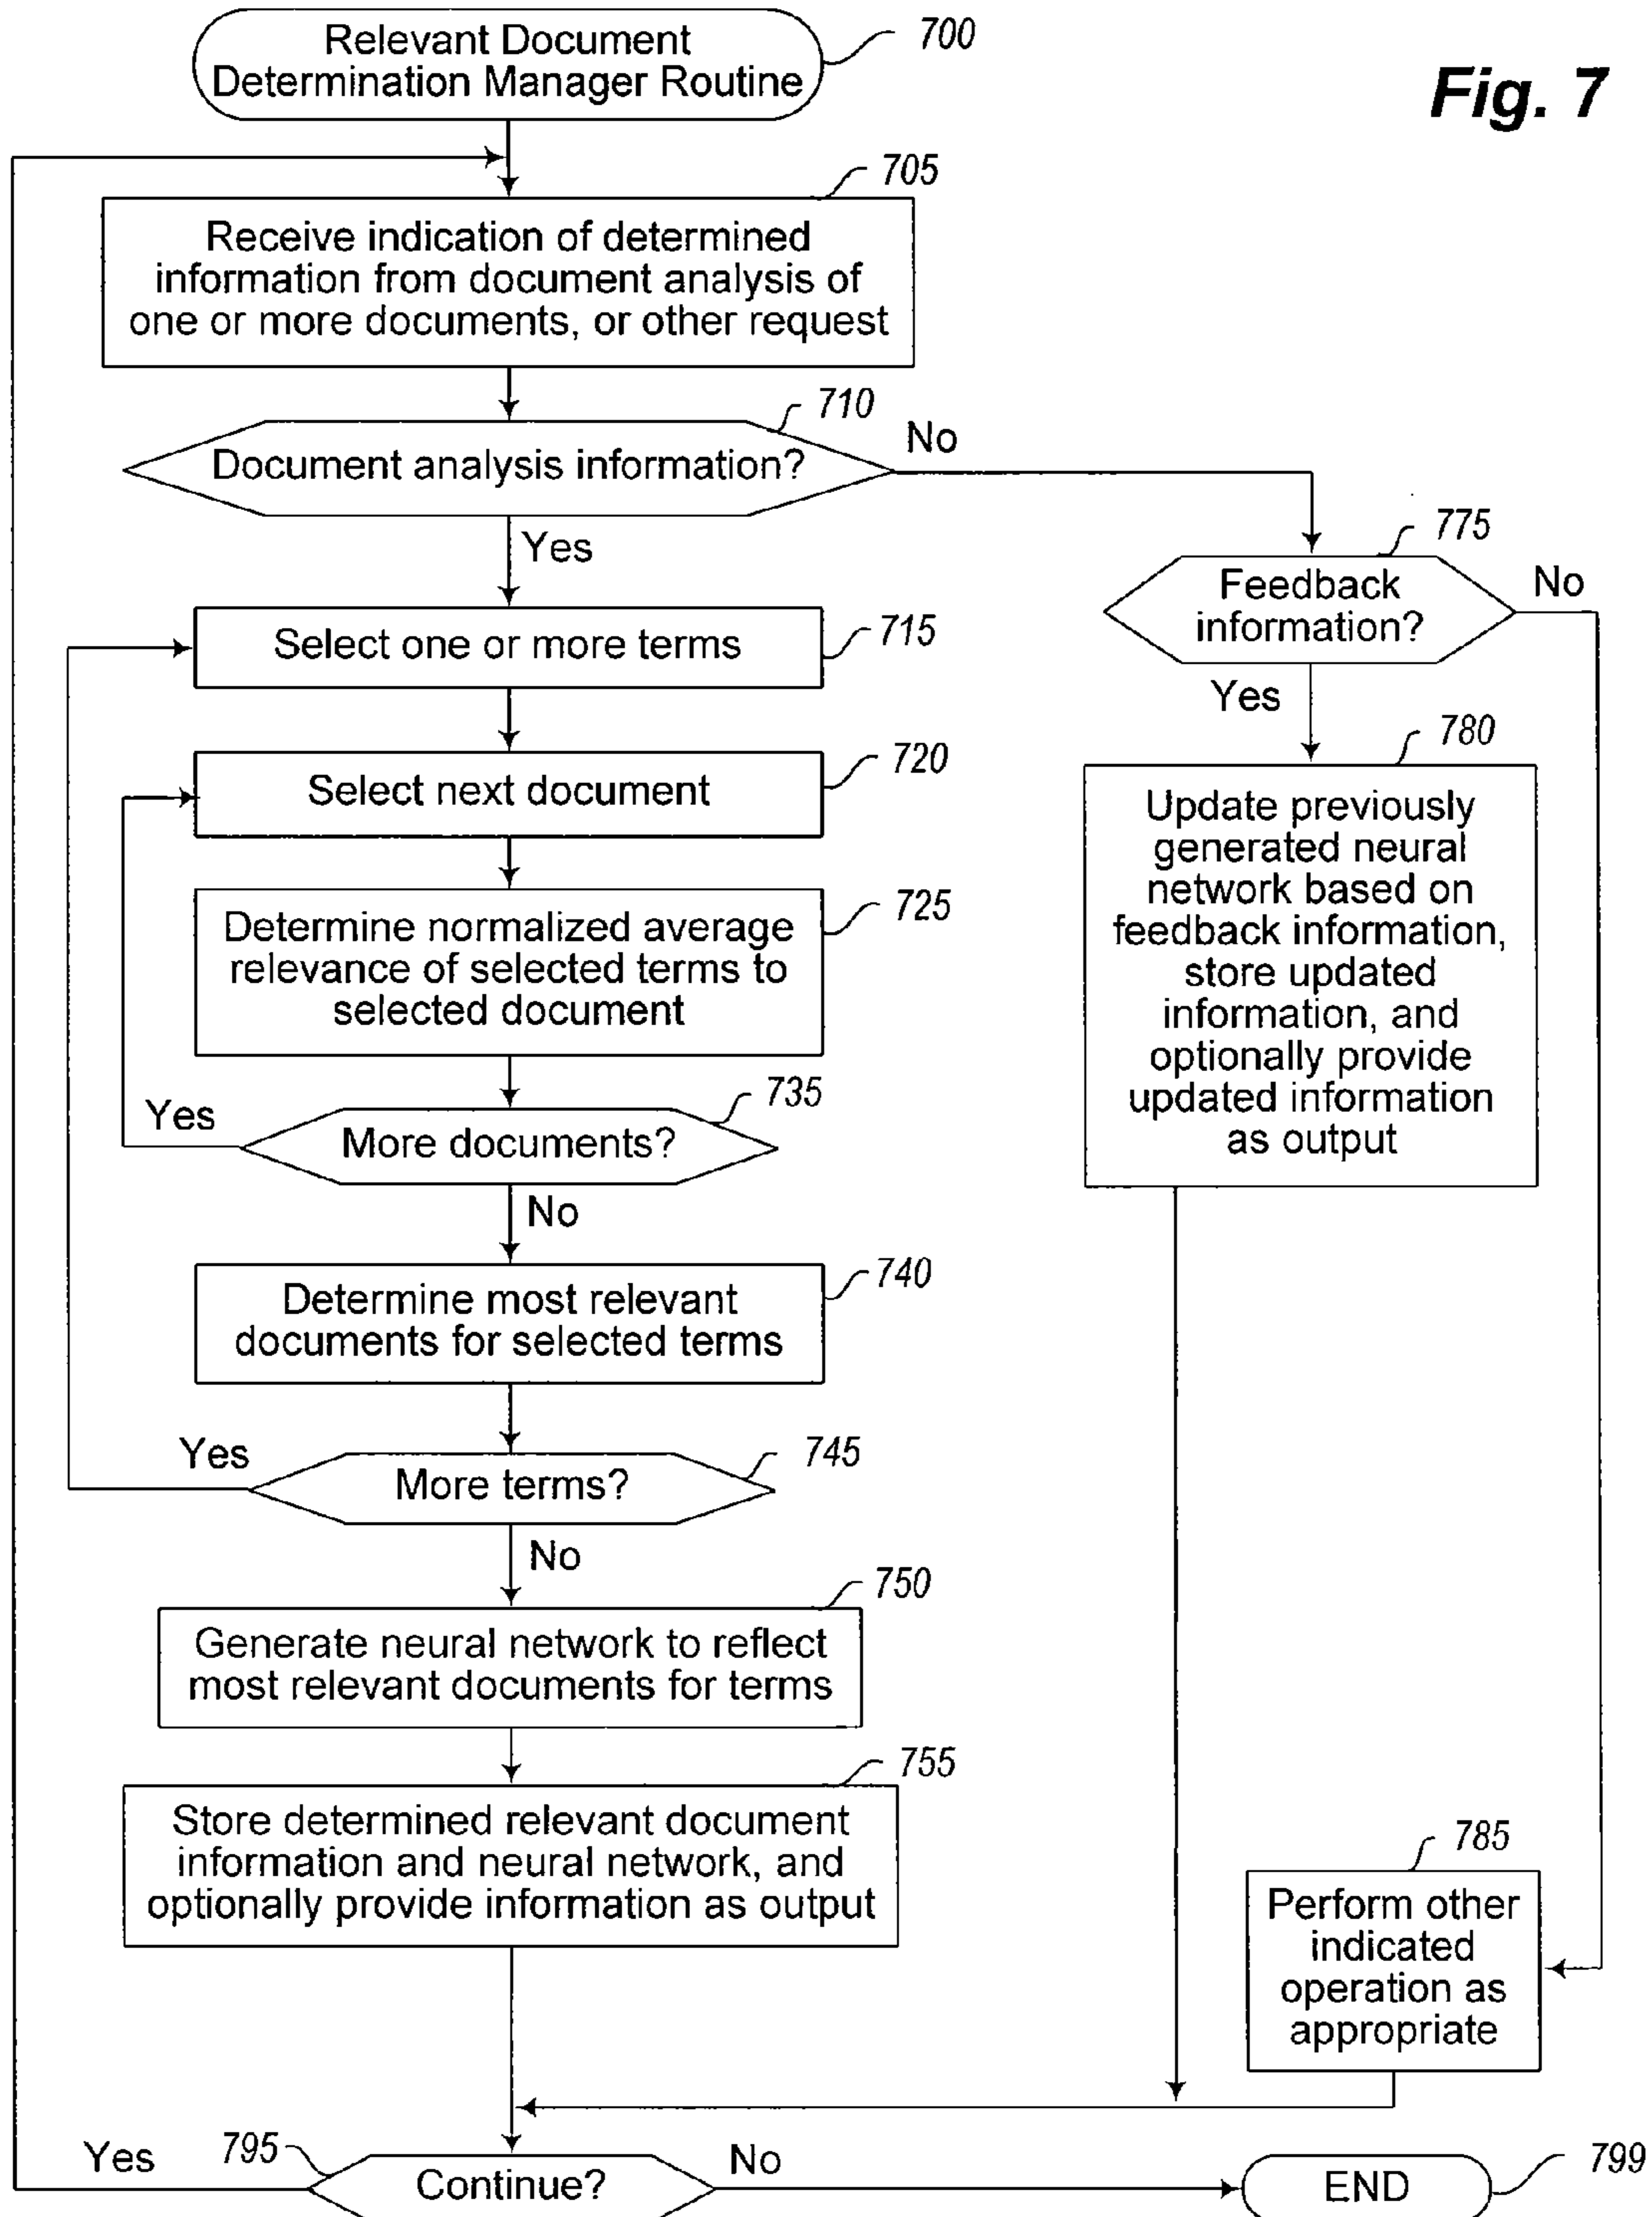 Relevant Document
Determination Manager Routine
700
Fig. 7
705
Receive indication of determined
information from document analysis of
one or more documents, or other request
710
Document analysis information?
No
Yes
775
Feedback
information?
No
Yes
715
Select one or more terms
720
Select next document
780
Update previously
generated neural
network based on
feedback information,
store updated
information, and
optionally provide
updated information
as output
725
Determine normalized average
relevance of selected terms to
selected document
735
Yes
More documents?
No
740
Determine most relevant
documents for selected terms
745
Yes
More terms?
No
750
Generate neural network to reflect
most relevant documents for terms
755
Store determined relevant document
information and neural network, and
optionally provide information as output
785
Perform other
indicated
operation as
appropriate
Yes
795
Continue?
No
END
799